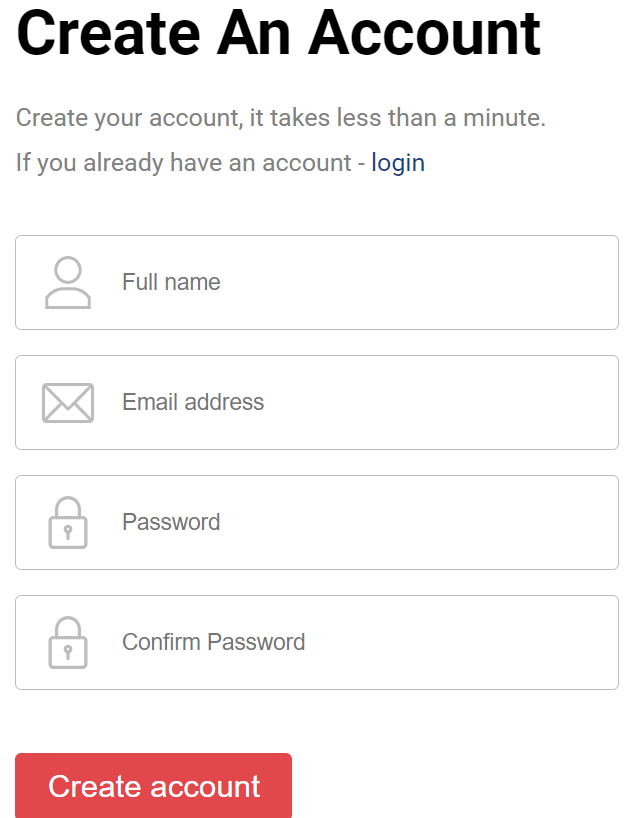 Create An Account
Create your account, it takes less than a minute.
If you already have an account - login
Full name
Email address
Password
Confirm Password
Create account